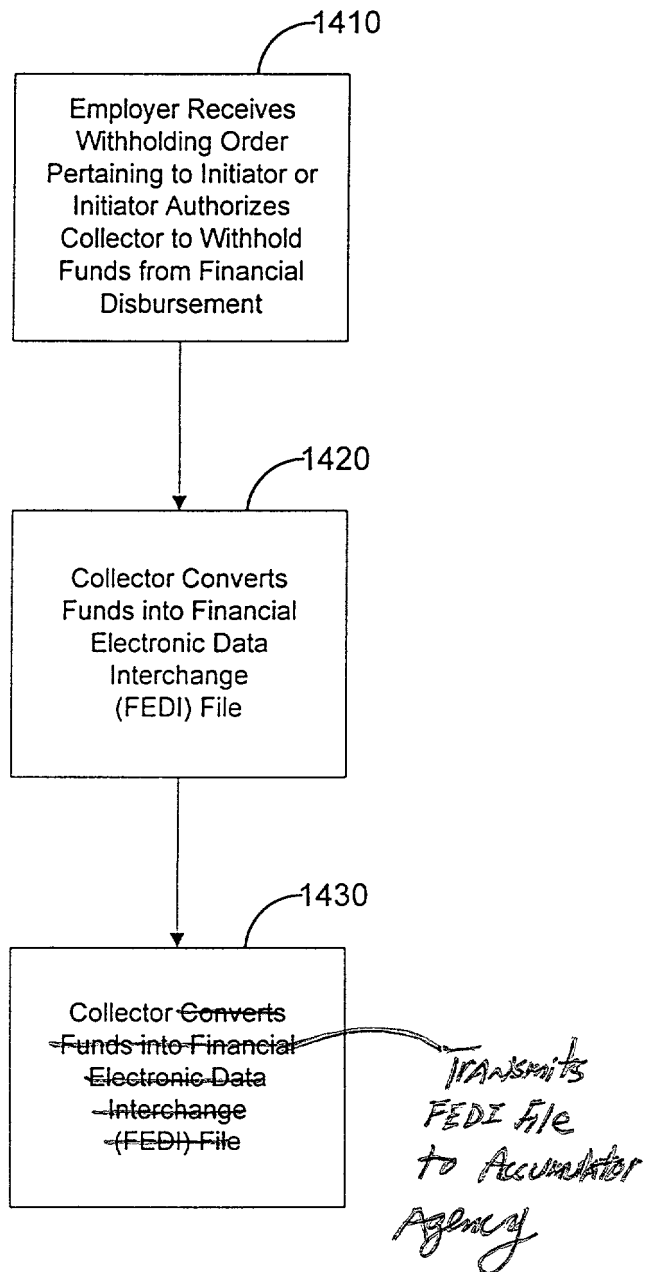 1410
Employer Receives
Withholding Order
Pertaining to Initiator or
Initiator Authorizes
Collector to Withhold
Funds from Financial
Disbursement
1420
Collector Converts
Funds into Financial
Electronic Data
Interchange
(FEDI) File
1430
Collector Converts
Funds into Financial
Electronic Data
Interchange
(FEDI) File
Transmits
FEDI File
to Accumulator
Agency